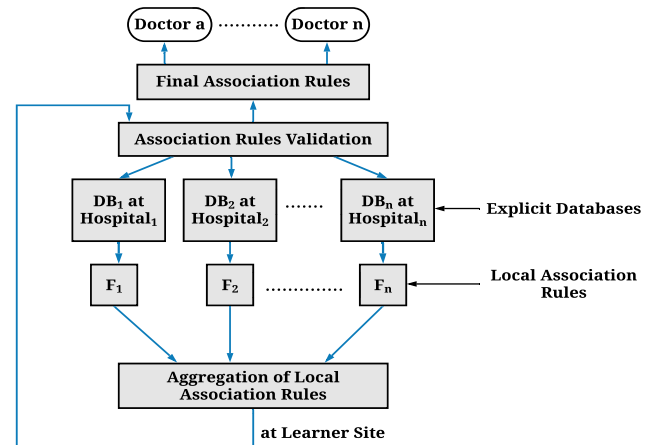 Doctor a ........... Doctor n
Final Association Rules
Association Rules Validation
DB₁ at Hospital₁
DB₂ at Hospital₂
.......
DBₙ at Hospitalₙ
Explicit Databases
F₁
F₂
..............
Fₙ
Local Association
Rules
Aggregation of Local
Association Rules
at Learner Site